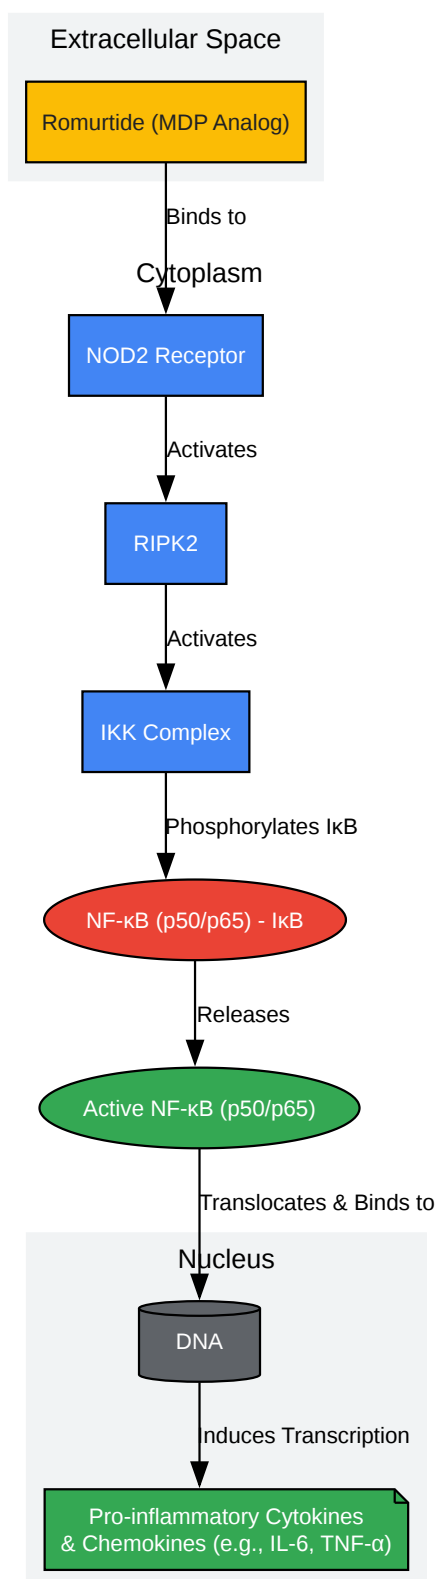 Extracellular Space
Romurtide (MDP Analog)
Binds to
Cytoplasm
NOD2 Receptor
Activates
RIPK2
Activates
IKK Complex
Phosphorylates IκB
NF-κB (p50/p65) - IκB
Releases
Active NF-κB (p50/p65)
Translocates & Binds to
Nucleus
DNA
Induces Transcription
Pro-inflammatory Cytokines
& Chemokines (e.g., IL-6, TNF-α)